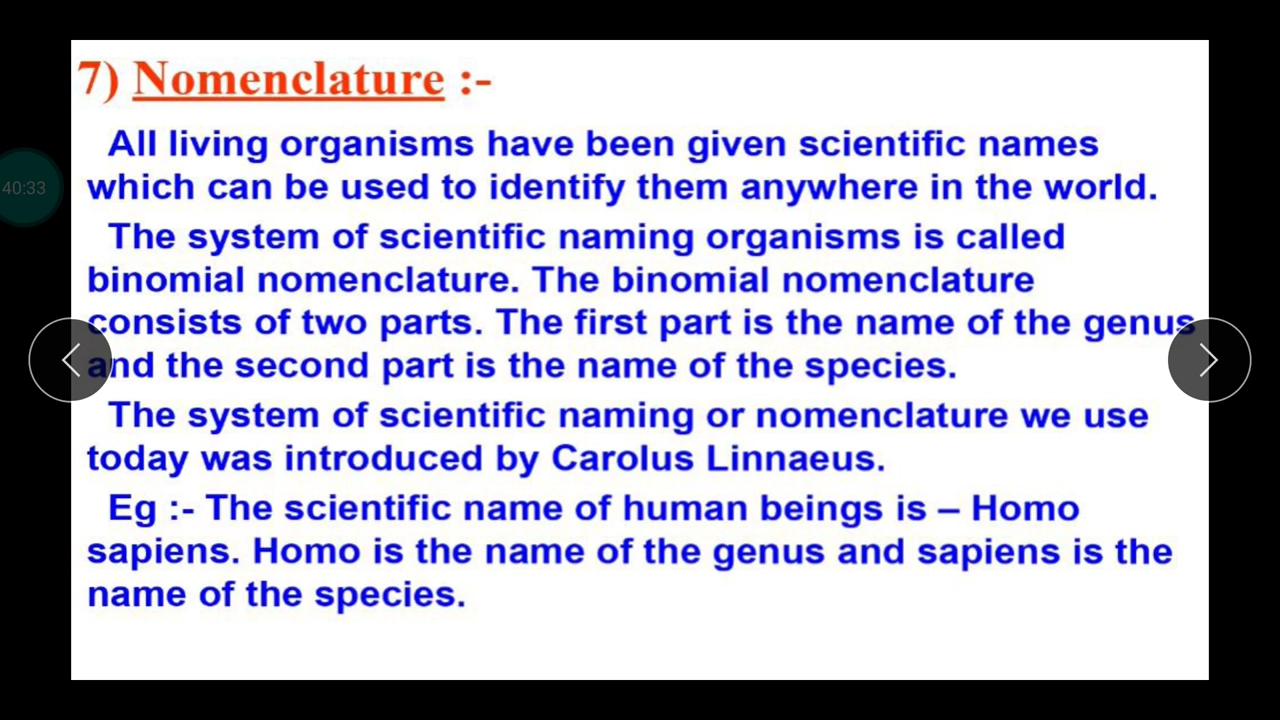 7) Nomenclature :-
All living organisms have been given scientific names
which can be used to identify them anywhere in the world.
The system of scientific naming organisms is called
binomial nomenclature. The binomial nomenclature
consists of two parts. The first part is the name of the genus
and the second part is the name of the species.
The system of scientific naming or nomenclature we use
today was introduced by Carolus Linnaeus.
Eg :- The scientific name of human beings is – Homo
sapiens. Homo is the name of the genus and sapiens is the
name of the species.
40:33